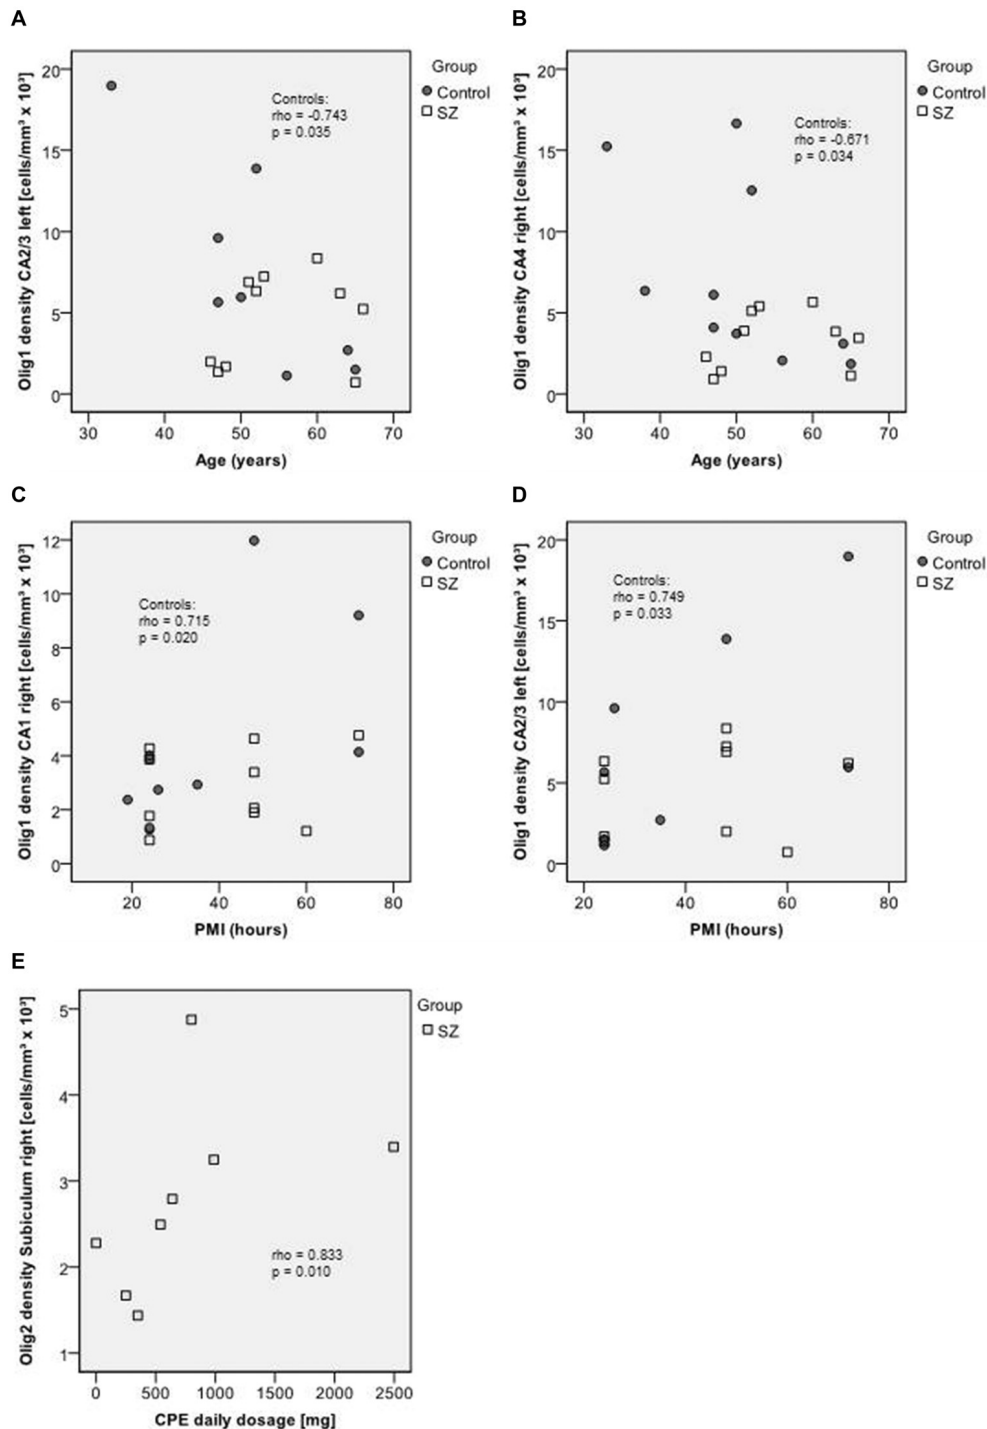 A
Olig1 density CA2/3 left [cells/mm³ x 10³]
20
15
10
5
0
30 40 50 60 70
Age (years)
Controls:
rho = -0.743
p = 0.035
Group
Control
SZ
B
Olig1 density CA4 right [cells/mm³ x 10³]
20
15
10
5
0
30 40 50 60 70
Age (years)
Controls:
rho = -0.671
p = 0.034
Group
Control
SZ
C
Olig1 density CA1 right [cells/mm³ x 10³]
12
10
8
6
4
2
0
20 40 60 80
PMI (hours)
Controls:
rho = 0.715
p = 0.020
Group
Control
SZ
D
Olig1 density CA2/3 left [cells/mm³ x 10³]
20
15
10
5
0
20 40 60 80
PMI (hours)
Controls:
rho = 0.749
p = 0.033
Group
Control
SZ
E
Olig2 density Subiculum right [cells/mm³ x 10³]
5
4
3
2
1
0 500 1000 1500 2000 2500
CPE daily dosage [mg]
rho = 0.833
p = 0.010
Group
SZ